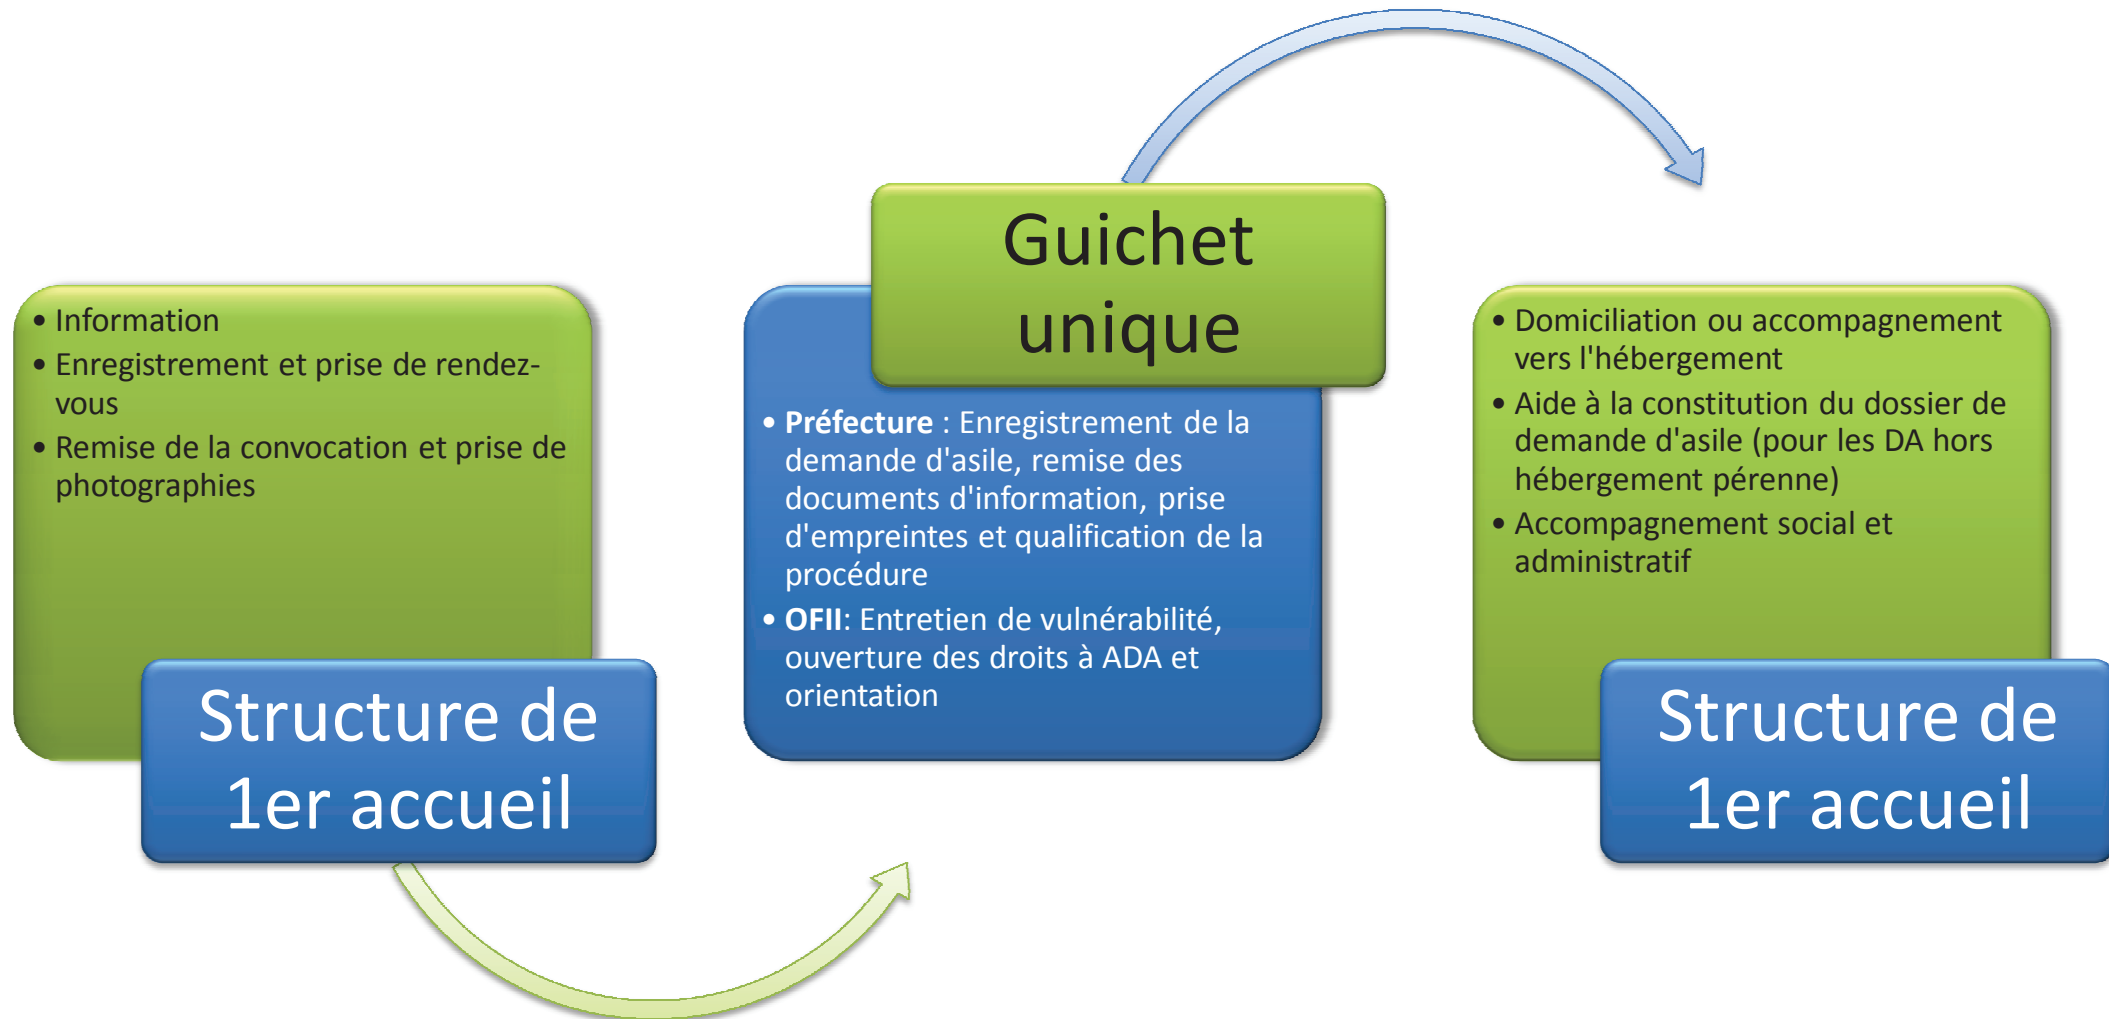 • Information
• Enregistrement et prise de rendez-
vous
• Remise de la convocation et prise de
photographies
Structure de
1er accueil
Guichet
unique
• Préfecture : Enregistrement de la
demande d'asile, remise des
documents d'information, prise
d'empreintes et qualification de la
procédure
• OFII: Entretien de vulnérabilité,
ouverture des droits à ADA et
orientation
• Domiciliation ou accompagnement
vers l'hébergement
• Aide à la constitution du dossier de
demande d'asile (pour les DA hors
hébergement pérenne)
• Accompagnement social et
administratif
Structure de
1er accueil